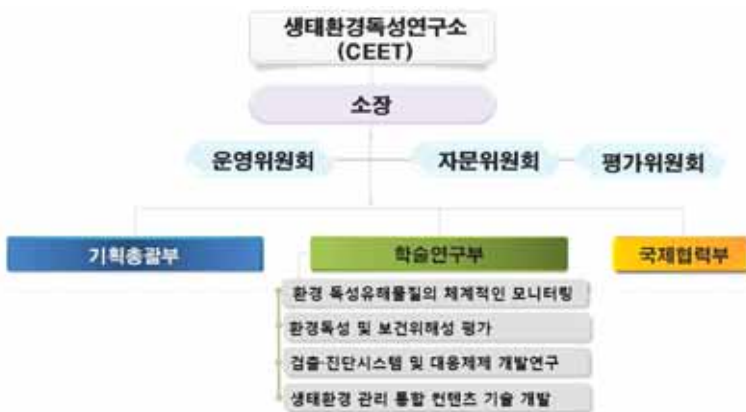 생태환경독성연구소
(CEET)
소장
운영위원회 자문위원회 평가위원회
기획총괄부 학술연구부 국제협력부
환경 독성유해물질의 체계적인 모니터링
환경독성 및 보건위해성 평가
검출·진단시스템 및 대응제제 개발연구
생태환경 관리 통합 컨텐츠 기술 개발